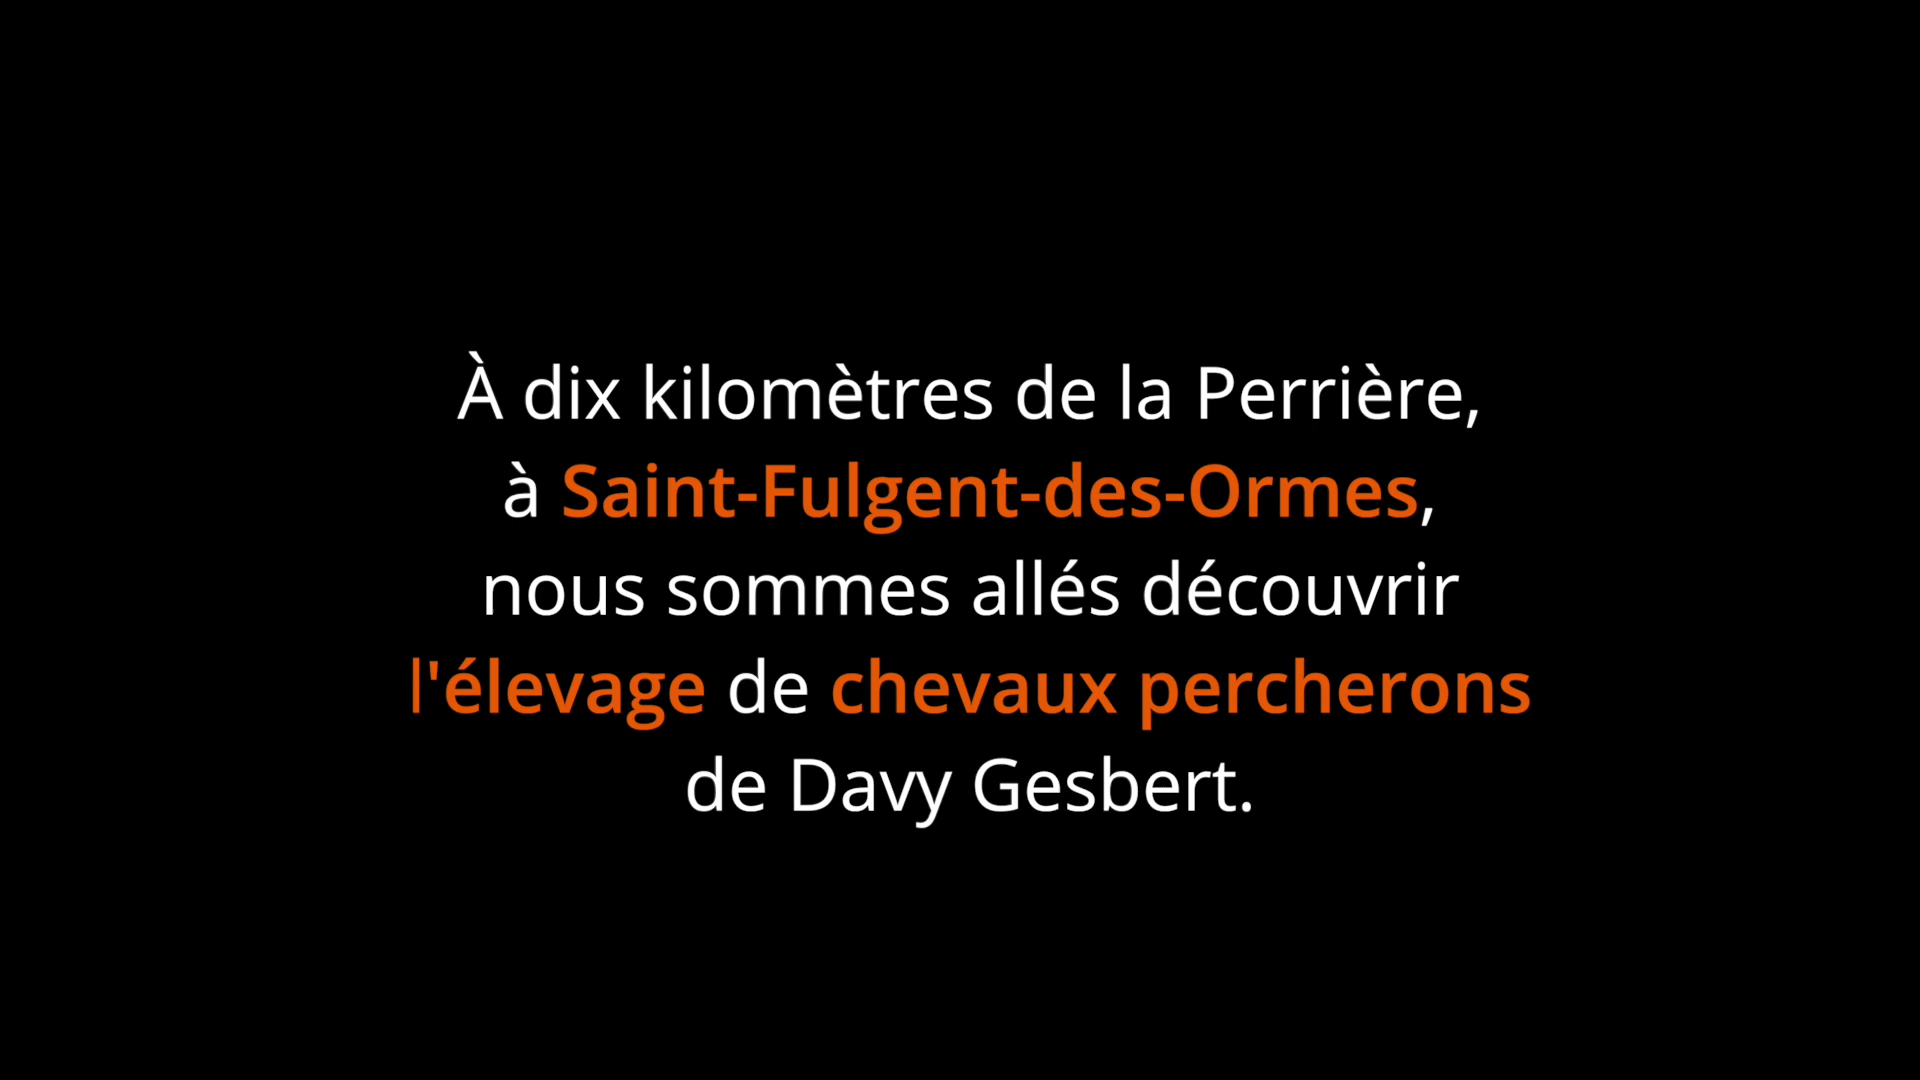 À dix kilomètres de la Perrière,
à Saint-Fulgent-des-Ormes,
nous sommes allés découvrir
l'élevage de chevaux percherons
de Davy Gesbert.